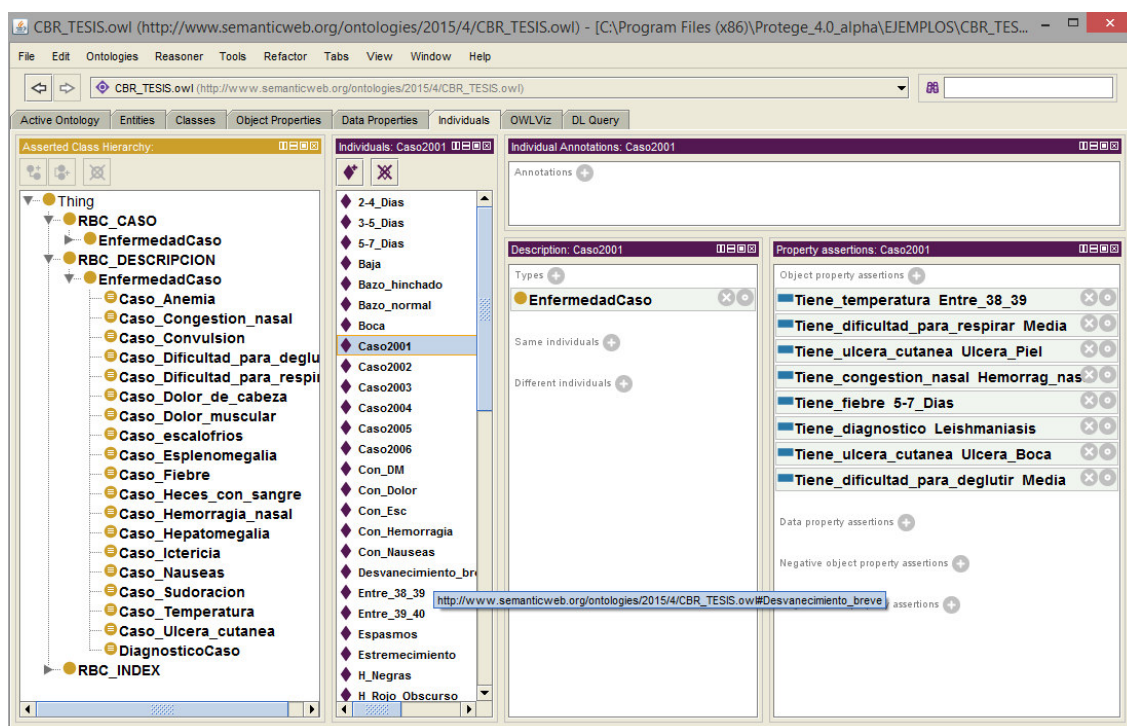 CBR_TESIS.owl (http://www.semanticweb.org/ontologies/2015/4/CBR_TESIS.owl) - [C:\Program Files (x86)\Protege_4.0_alpha\EJEMPLOS\CBR_TES...
File Edit Ontologies Reasoner Tools Refactor Tabs View Window Help
CBR_TESIS.owl (http://www.semanticweb.org/ontologies/2015/4/CBR_TESIS.owl)
Active Ontology Entities Classes Object Properties Data Properties Individuals OWLViz DL Query
Asserted Class Hierarchy:
Thing
RBC_CASO
EnfermedadCaso
RBC_DESCRIPCION
EnfermedadCaso
Caso_Anemia
Caso_Congestion_nasal
Caso_Convulsion
Caso_Dificultad_para_deglu
Caso_Dificultad_para_respir
Caso_Dolor_de_cabeza
Caso_Dolor_muscular
Caso_escalofrios
Caso_Esplenomegalia
Caso_Fiebre
Caso_Heces_con_sangre
Caso_Hemorragia_nasal
Caso_Hepatomegalia
Caso_Ictericia
Caso_Nauseas
Caso_Sudoracion
Caso_Temperatura
Caso_Ulcera_cutanea
DiagnosticoCaso
RBC_INDEX
Individuals: Caso2001
2-4_Dias
3-5_Dias
5-7_Dias
Baja
Bazo_hinchado
Bazo_normal
Boca
Caso2001
Caso2002
Caso2003
Caso2004
Caso2005
Caso2006
Con_DM
Con_Dolor
Con_Esc
Con_Hemorragia
Con_Nauseas
Desvanecimiento_bre
Entre_38_39
Entre_39_40
Espasmos
Estremecimiento
H_Negras
H_Rojo_Obscurso
http://www.semanticweb.org/ontologies/2015/4/CBR_TESIS.owl#Desvanecimiento_breve
Individual Annotations: Caso2001
Annotations
Description: Caso2001
Types
EnfermedadCaso
Same individuals
Different individuals
Property assertions: Caso2001
Object property assertions
Tiene_temperatura Entre_38_39
Tiene_dificultad_para_respirar Media
Tiene_ulcera_cutanea Ulcera_Piel
Tiene_congestion_nasal Hemorrag_nas
Tiene_fiebre 5-7_Dias
Tiene_diagnostico Leishmaniasis
Tiene_ulcera_cutanea Ulcera_Boca
Tiene_dificultad_para_deglutir Media
Data property assertions
Negative object property assertions
assertions